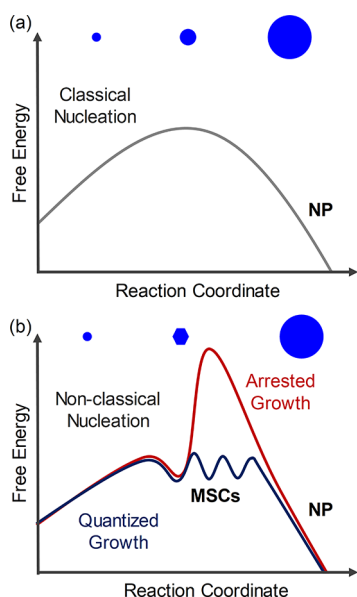 (a)
Classical
Nucleation
Free Energy
NP
Reaction Coordinate
(b)
Non-classical
Nucleation
Arrested
Growth
Free Energy
MSCs
Quantized
Growth
NP
Reaction Coordinate